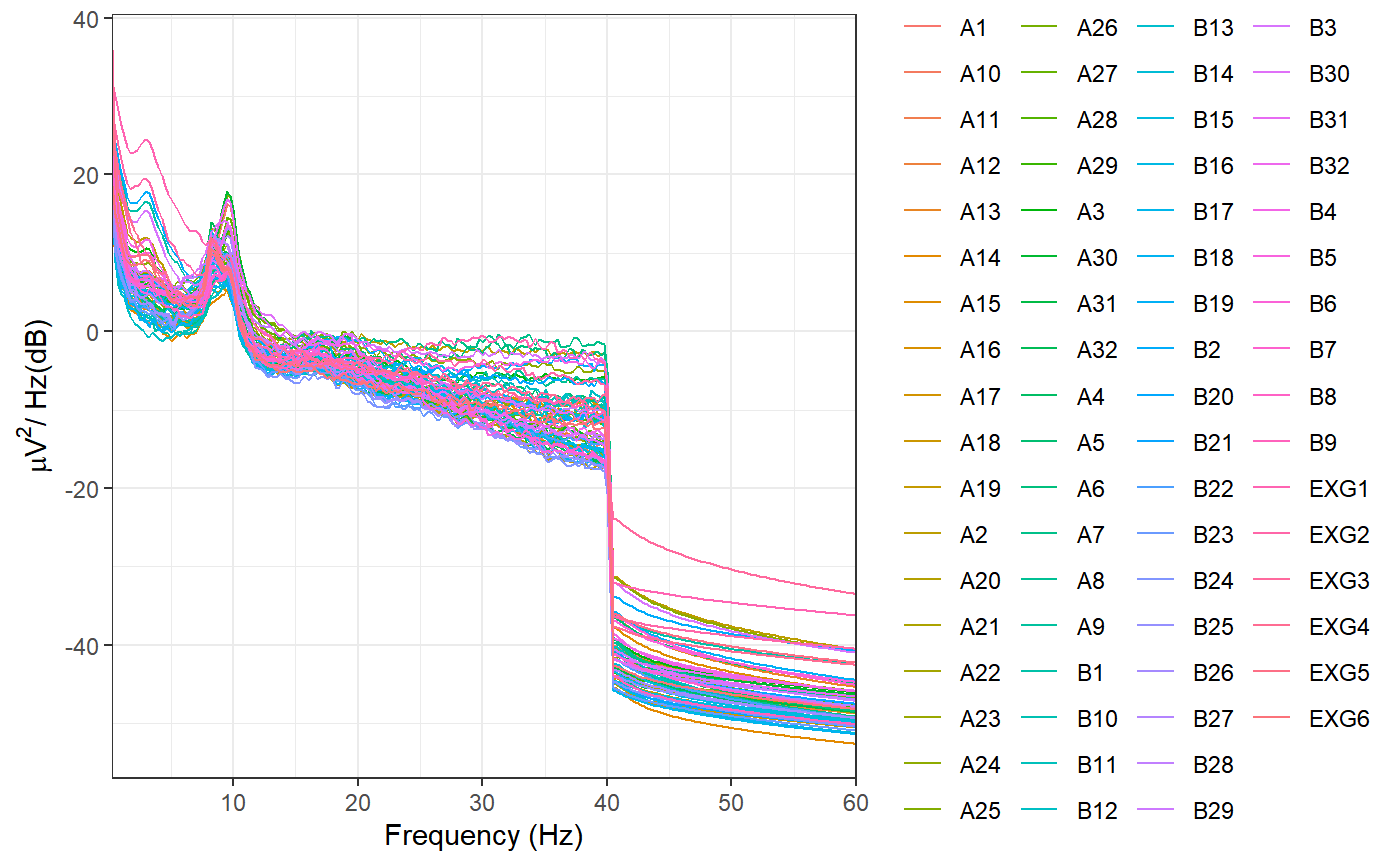 40
20
0
-20
-40
μV²/ Hz(dB)
10 20 30 40 50 60
Frequency (Hz)
A1 A26 B13 B3
A10 A27 B14 B30
A11 A28 B15 B31
A12 A29 B16 B32
A13 A3 B17 B4
A14 A30 B18 B5
A15 A31 B19 B6
A16 A32 B2 B7
A17 A4 B20 B8
A18 A5 B21 B9
A19 A6 B22 EXG1
A2 A7 B23 EXG2
A20 A8 B24 EXG3
A21 A9 B25 EXG4
A22 B1 B26 EXG5
A23 B10 B27 EXG6
A24 B11 B28
A25 B12 B29